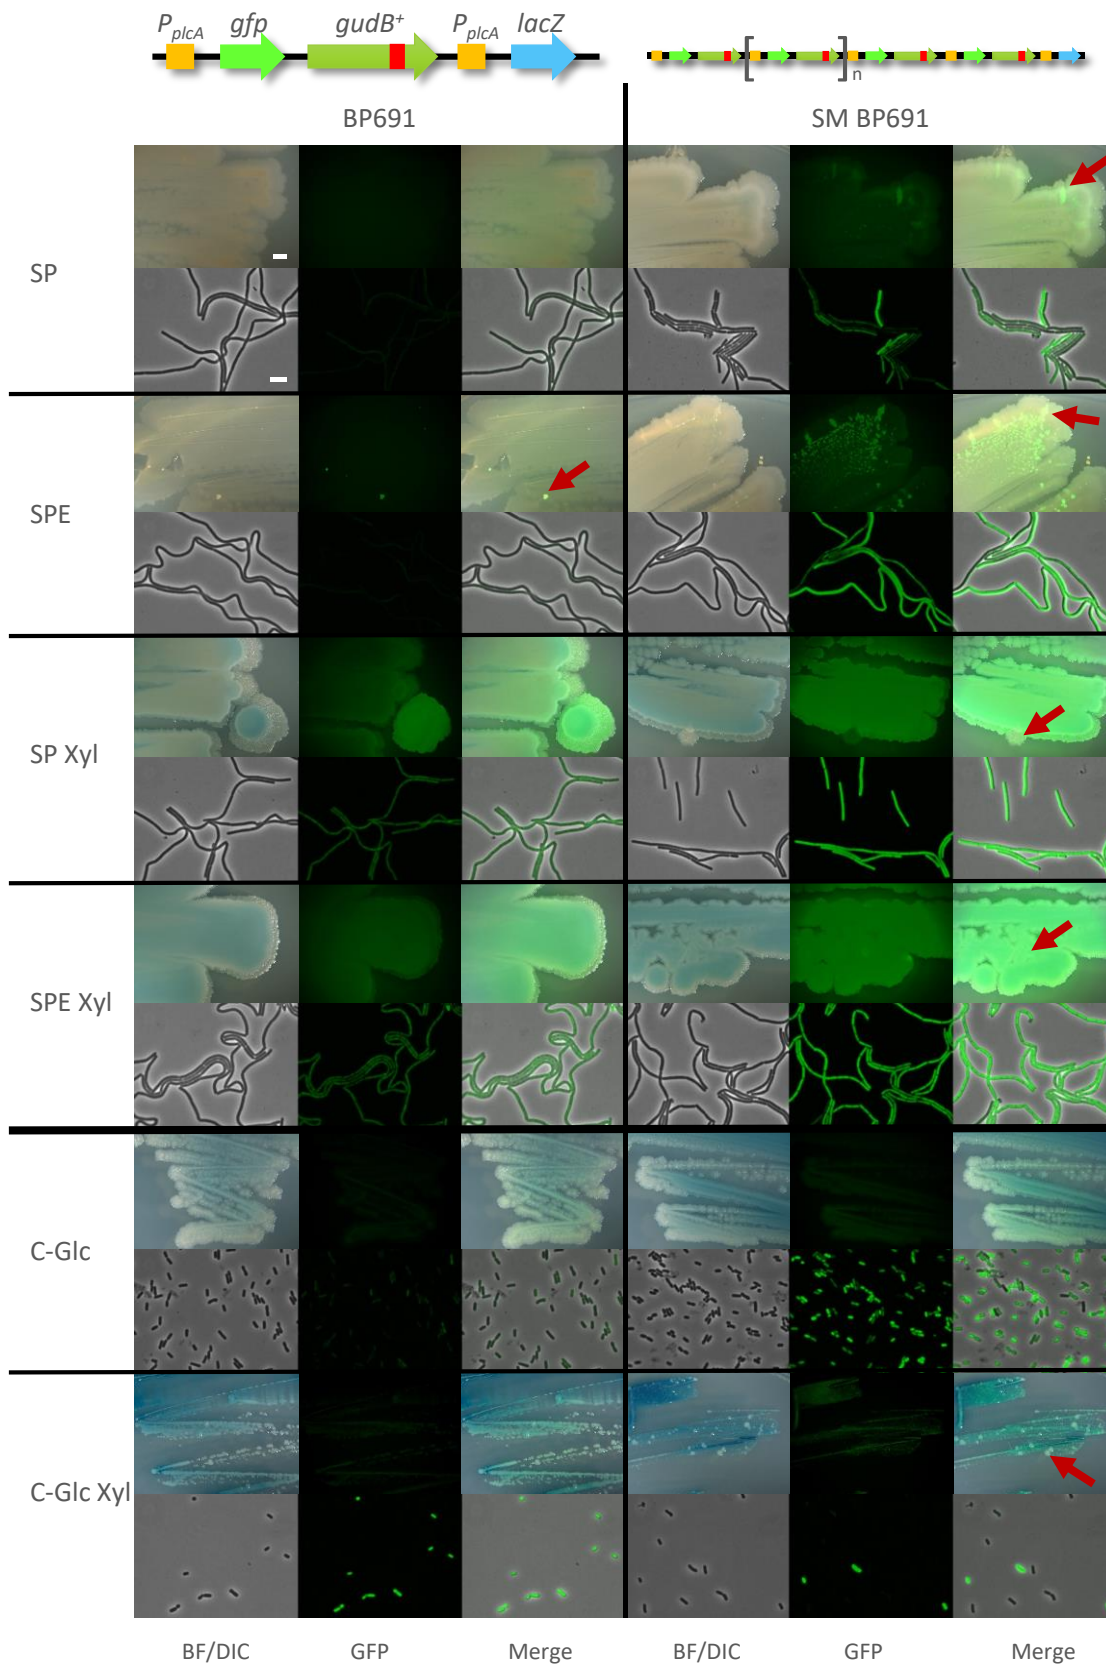 PplcA gfp gudB+ PplcA lacZ
n
BP691 SM BP691
SP
SPE
SP Xyl
SPE Xyl
C-Glc
C-Glc Xyl
BF/DIC GFP Merge BF/DIC GFP Merge